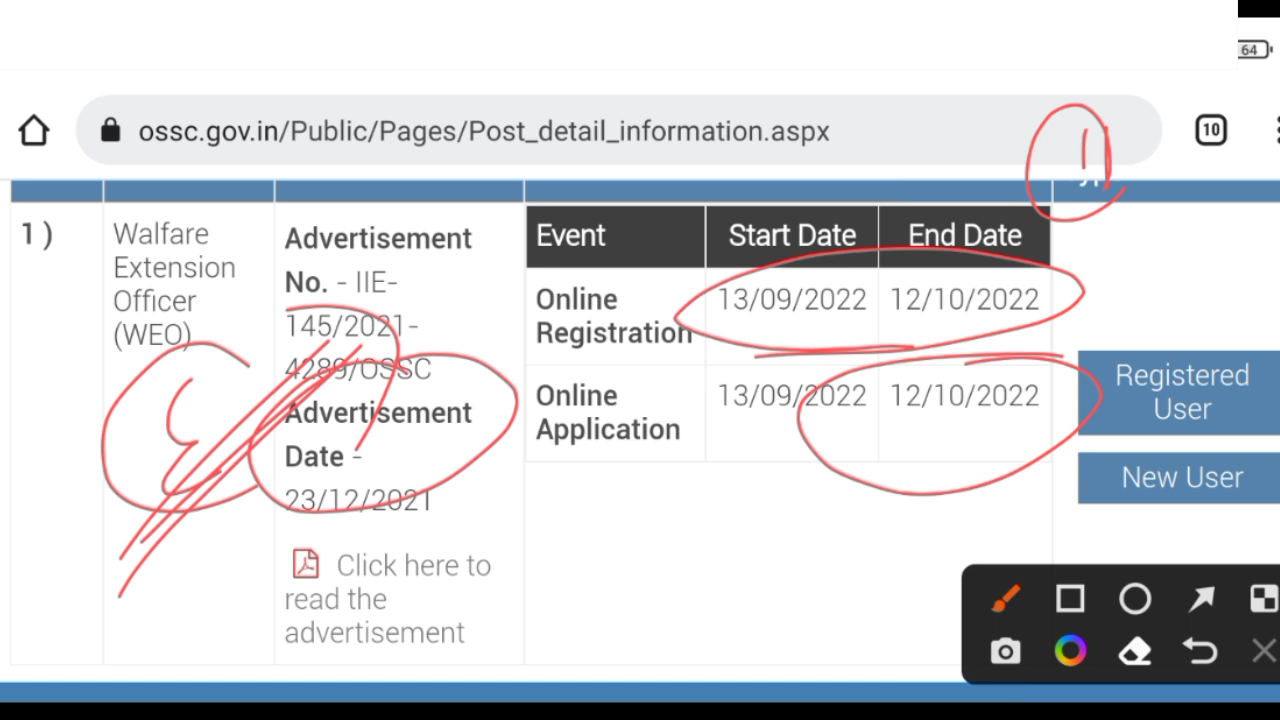 64
ossc.gov.in/Public/Pages/Post_detail_information.aspx
10
1 )
Walfare
Extension
Officer
(WEO)
Advertisement
No. - IIE-
145/2021-
4289/OSSC
Advertisement
Date -
23/12/2021
Click here to
read the
advertisement
Event Start Date End Date
Online
Registration
13/09/2022 12/10/2022
Online
Application
13/09/2022 12/10/2022
Registered
User
New User